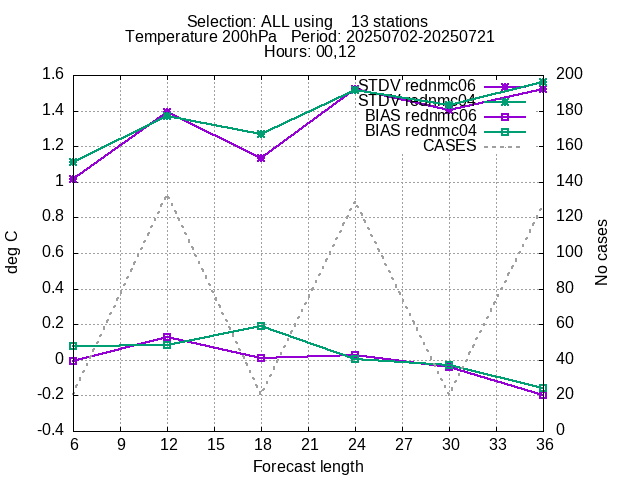 Selection: ALL using 13 stations
Temperature 200hPa Period: 20250702-20250721
Hours: 00,12
STDV rednmc06
STDV rednmc04
BIAS rednmc06
BIAS rednmc04
CASES
deg C
1.6
1.4
1.2
1
0.8
0.6
0.4
0.2
0
-0.2
-0.4
No cases
200
180
160
140
120
100
80
60
40
20
0
6 9 12 15 18 21 24 27 30 33 36
Forecast length